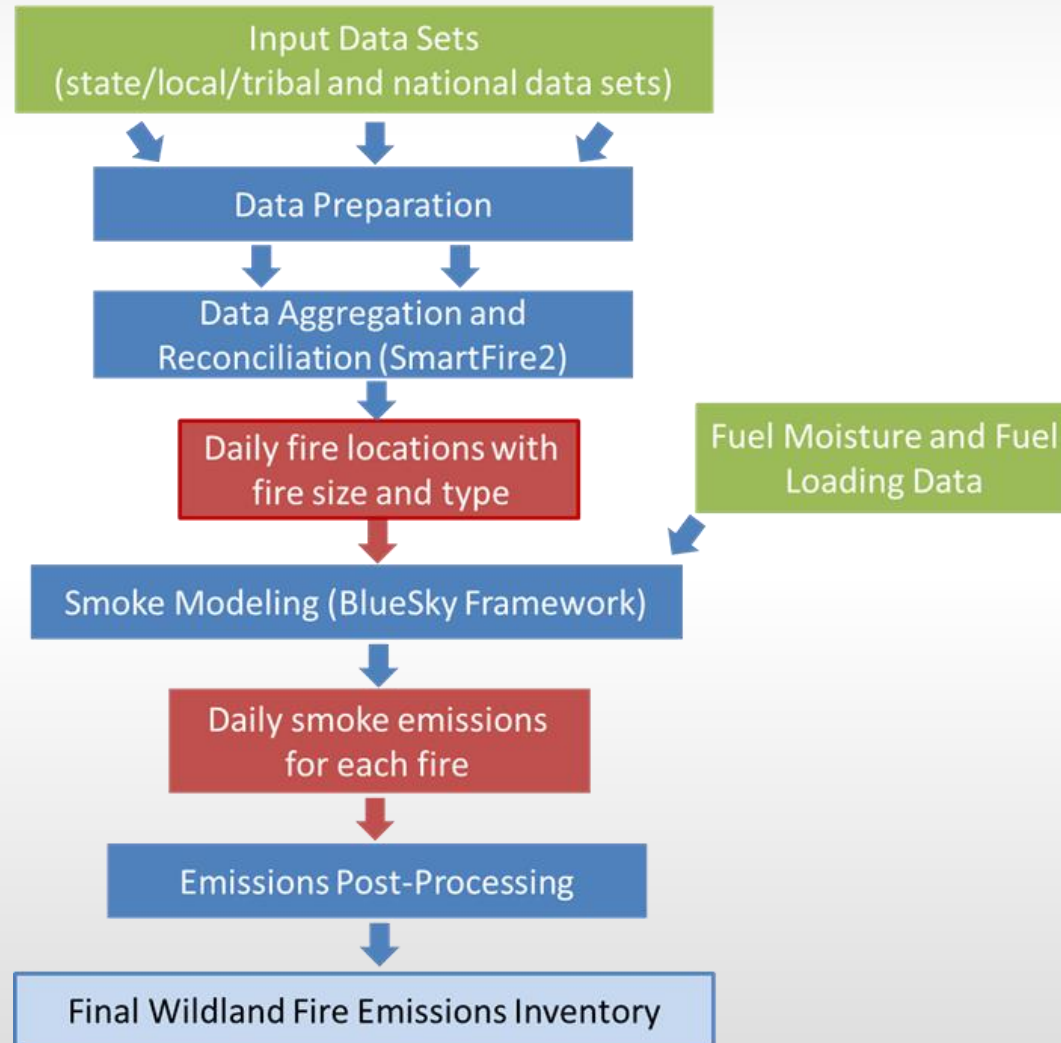 Input Data Sets
(state/local/tribal and national data sets)
Data Preparation
Data Aggregation and
Reconciliation (SmartFire2)
Daily fire locations with
fire size and type
Fuel Moisture and Fuel
Loading Data
Smoke Modeling (BlueSky Framework)
Daily smoke emissions
for each fire
Emissions Post-Processing
Final Wildland Fire Emissions Inventory